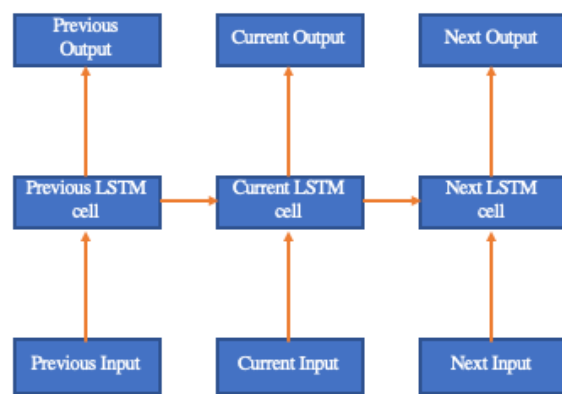 Previous
Output
Current Output
Next Output
Previous LSTM
cell
Current LSTM
cell
Next LSTM
cell
Previous Input
Current Input
Next Input